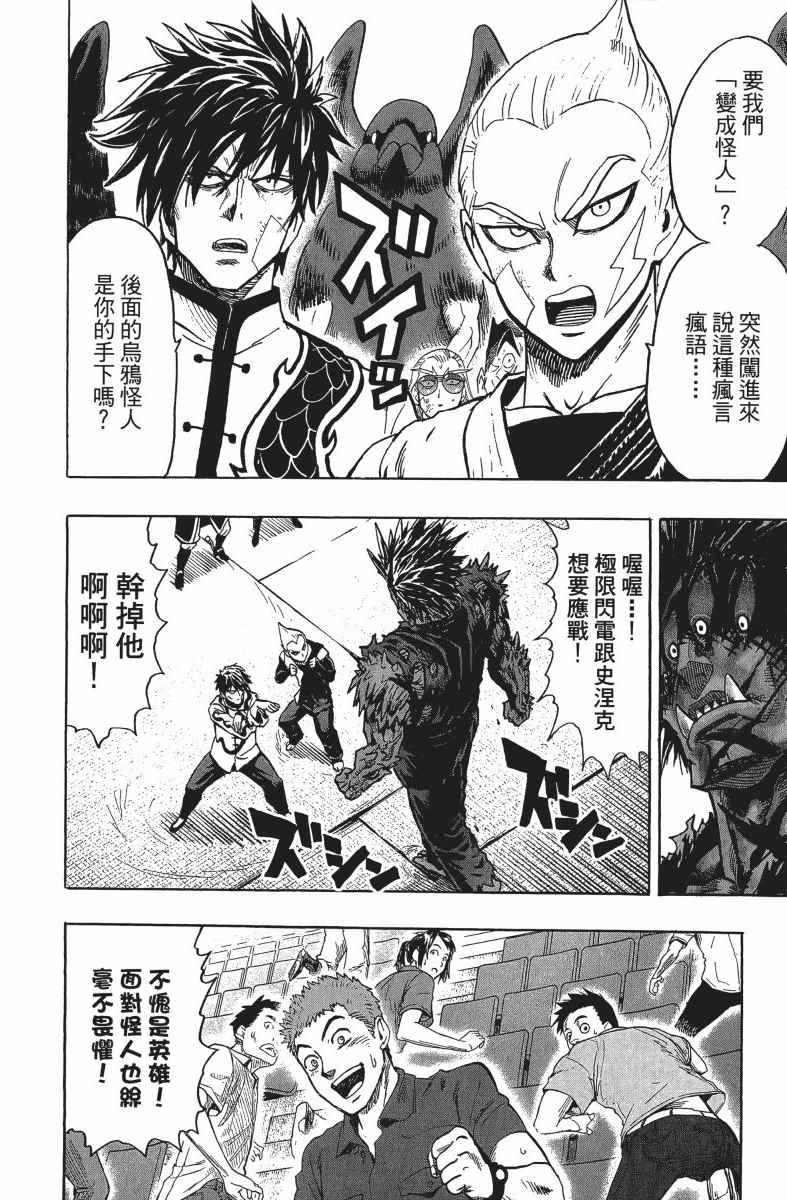 要我們
「變成怪人」？
突然闖進來
說這種瘋言
瘋語……
ズイッ
後面的烏鴉怪人
是你的手下嗎？
喔喔…！
極限閃電跟史涅克
想要應戰！
幹掉他
啊啊啊！
ズシン
ズシン
不愧是英雄！
面對怪人也絲
毫不畏懼！